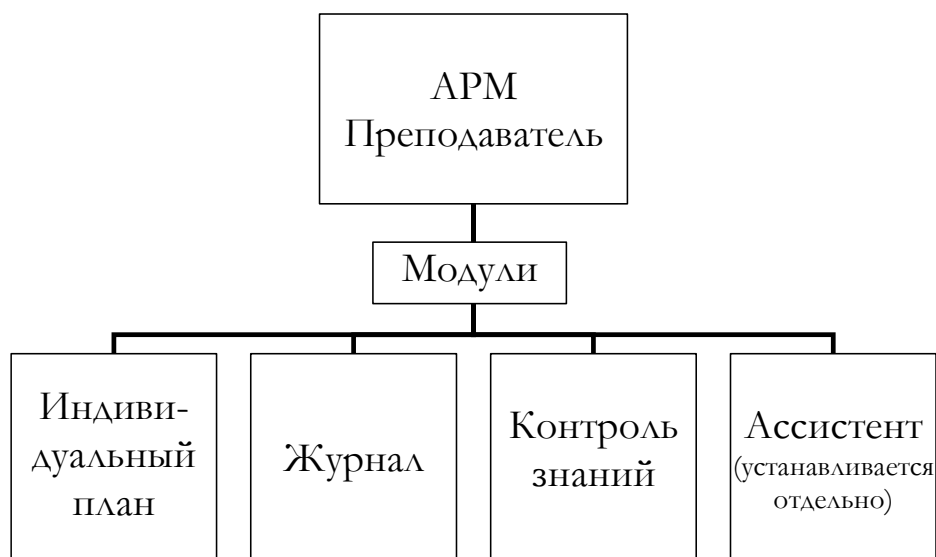 АРМ
Преподаватель
Модули
Индиви-
дуальный
план
Журнал
Контроль
знаний
Ассистент
(устанавливается
отдельно)